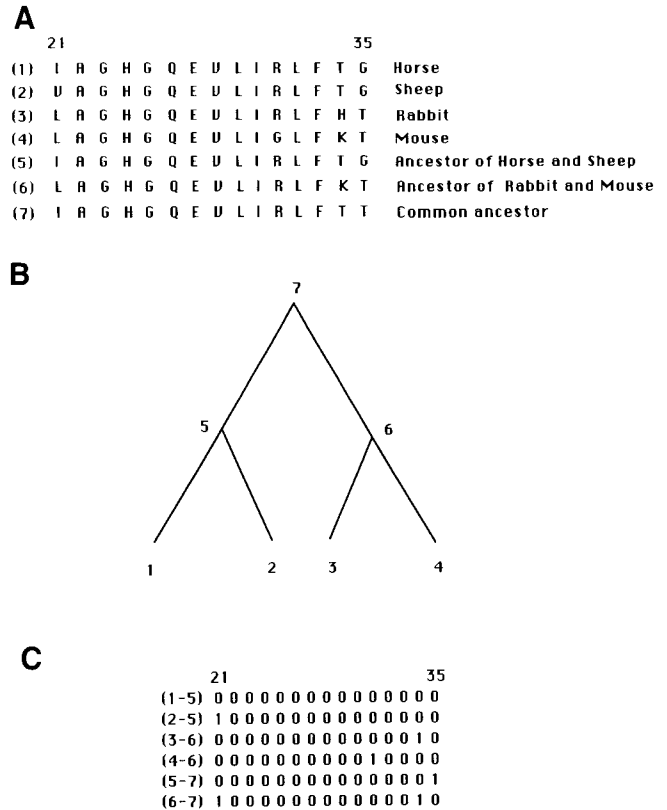 A
21 35
(1) I A G H G Q E V L I R L F T G Horse
(2) V A G H G Q E V L I R L F T G Sheep
(3) L A G H G Q E V L I R L F H T Rabbit
(4) L A G H G Q E V L I G L F K T Mouse
(5) I A G H G Q E V L I R L F T G Ancestor of Horse and Sheep
(6) L A G H G Q E V L I R L F K T Ancestor of Rabbit and Mouse
(7) I A G H G Q E V L I R L F T T Common ancestor
B
7
5 6
1 2 3 4
C
21 35
(1-5) 0 0 0 0 0 0 0 0 0 0 0 0 0 0 0
(2-5) 1 0 0 0 0 0 0 0 0 0 0 0 0 0 0
(3-6) 0 0 0 0 0 0 0 0 0 0 0 0 0 1 0
(4-6) 0 0 0 0 0 0 0 0 0 0 1 0 0 0 0
(5-7) 0 0 0 0 0 0 0 0 0 0 0 0 0 0 1
(6-7) 1 0 0 0 0 0 0 0 0 0 0 0 0 1 0